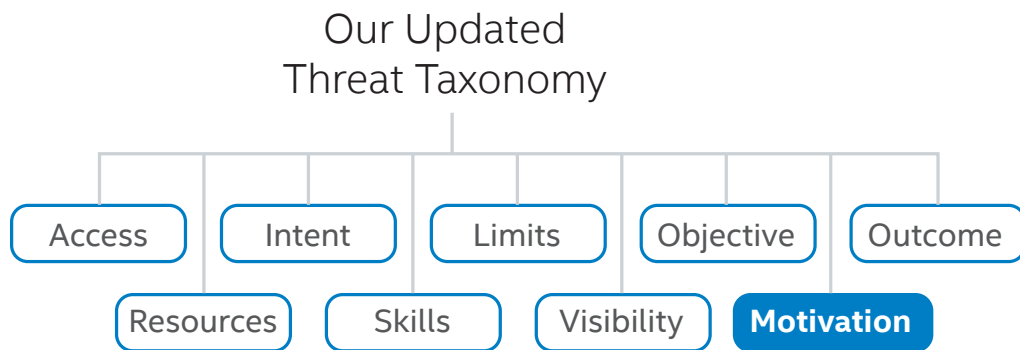 Our Updated
Threat Taxonomy
Access Intent Limits Objective Outcome
Resources Skills Visibility Motivation